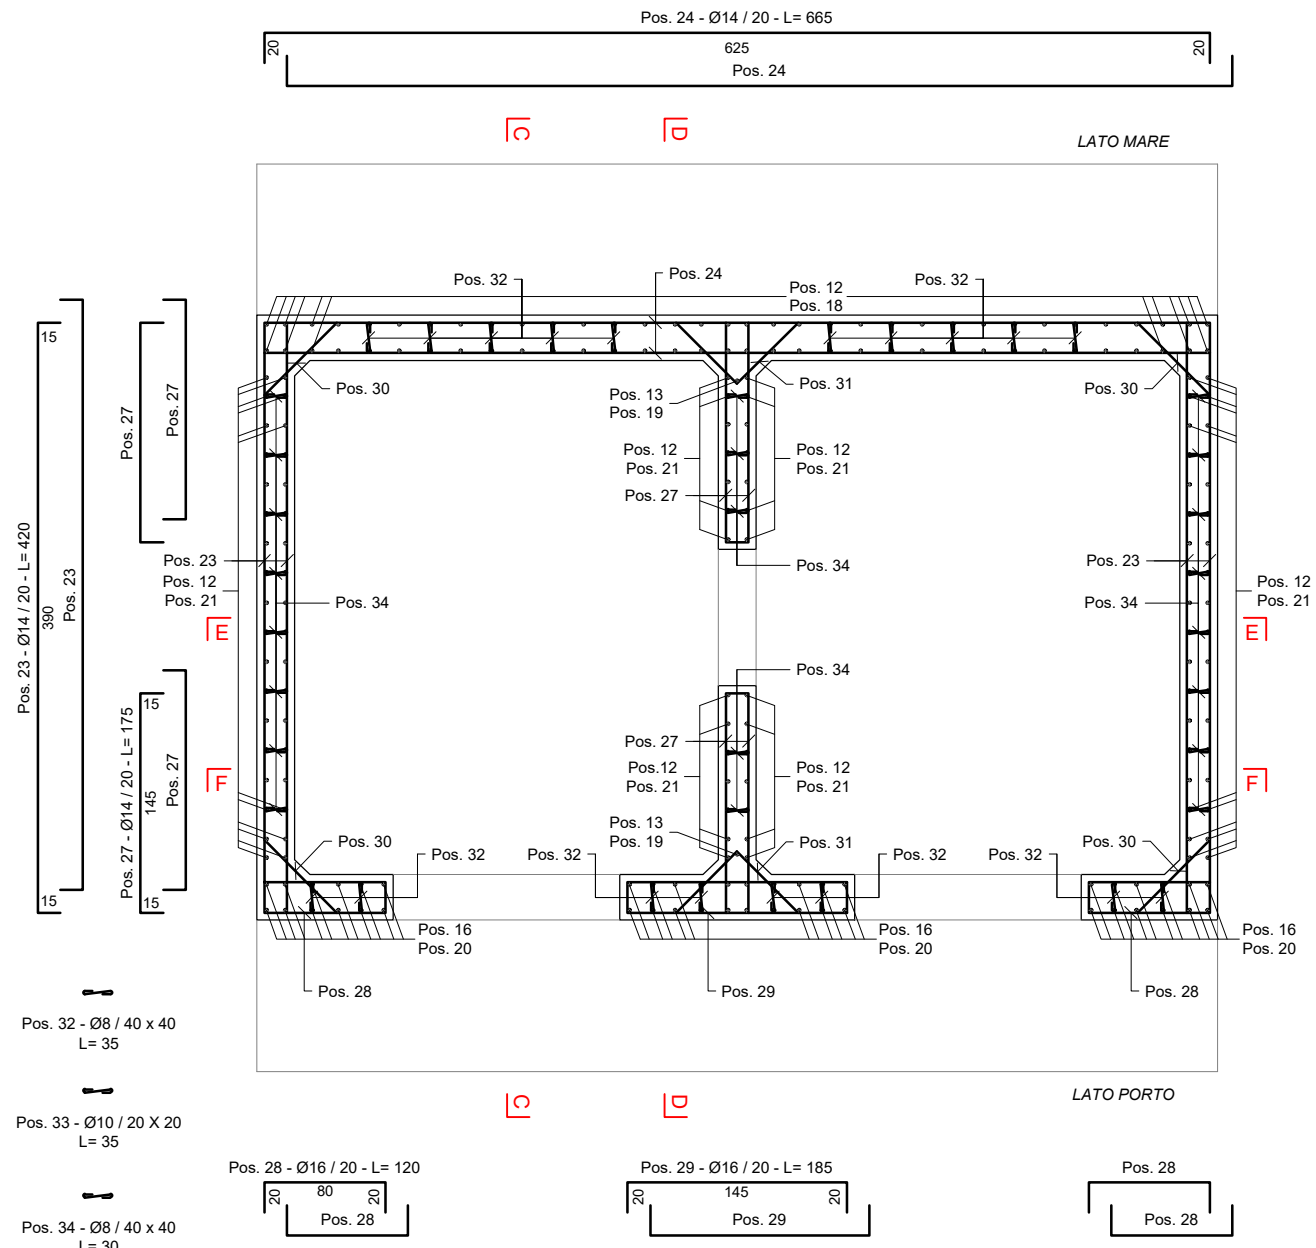 Pos. 24 - Ø14 / 20 - L= 665
20
625
20
Pos. 24
C
D
LATO MARE
Pos. 32
Pos. 24
Pos. 12
Pos. 18
Pos. 32
15
Pos. 27
Pos. 27
Pos. 30
Pos. 13
Pos. 19
Pos. 31
Pos. 30
Pos. 12
Pos. 21
Pos. 12
Pos. 21
Pos. 27
Pos. 23 - Ø14 / 20 - L= 420
390
Pos. 23
Pos. 23
Pos. 12
Pos. 21
Pos. 34
Pos. 34
Pos. 23
Pos. 34
Pos. 12
Pos. 21
E
E
Pos. 34
15
Pos. 27 - Ø14 / 20 - L= 175
145
Pos. 27
15
15
Pos. 27
Pos.12
Pos. 21
Pos. 12
Pos. 21
F
F
Pos. 13
Pos. 19
Pos. 30
Pos. 31
Pos. 30
Pos. 32
Pos. 32
Pos. 32
Pos. 32
Pos. 16
Pos. 20
Pos. 16
Pos. 20
Pos. 16
Pos. 20
Pos. 28
Pos. 29
Pos. 28
Pos. 32 - Ø8 / 40 x 40
L= 35
Pos. 33 - Ø10 / 20 X 20
L= 35
Pos. 34 - Ø8 / 40 x 40
L= 30
C
D
LATO PORTO
Pos. 28 - Ø16 / 20 - L= 120
20
80
20
Pos. 28
Pos. 29 - Ø16 / 20 - L= 185
20
145
20
Pos. 29
Pos. 28
Pos. 28